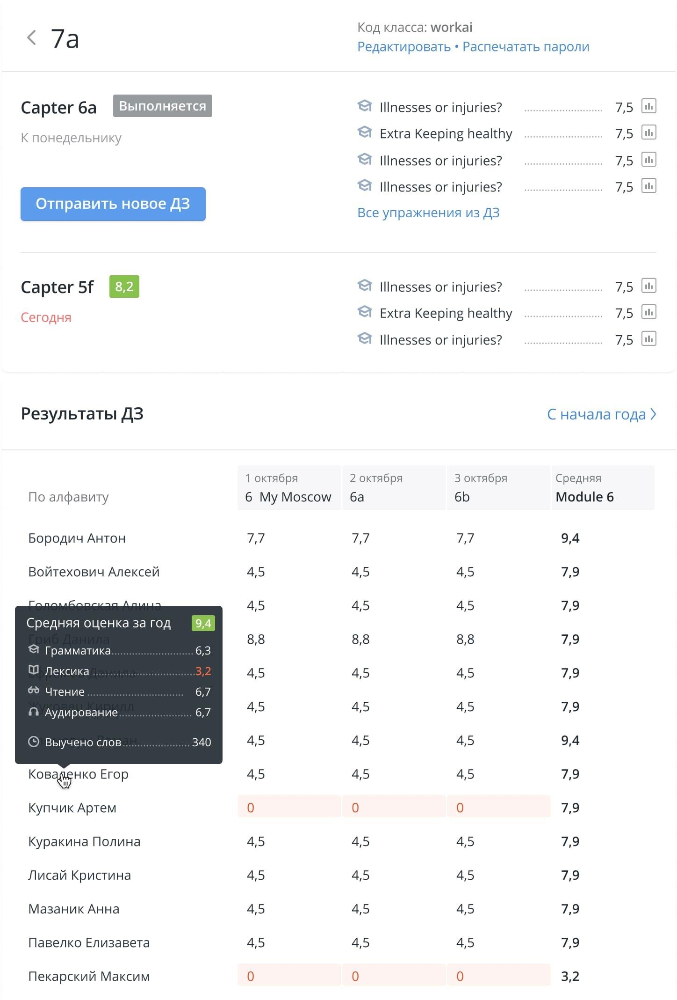 7a
Код класса: workai
Редактировать • Распечатать пароли
Capter 6a Выполняется
К понедельнику
Отправить новое ДЗ
Illnesses or injuries? 7,5
Extra Keeping healthy 7,5
Illnesses or injuries? 7,5
Illnesses or injuries? 7,5
Все упражнения из ДЗ
Capter 5f 8,2
Сегодня
Illnesses or injuries? 7,5
Extra Keeping healthy 7,5
Illnesses or injuries? 7,5
Результаты ДЗ
С начала года
По алфавиту
1 октября 2 октября 3 октября Средняя
6 My Moscow 6a 6b Module 6
Бородич Антон 7,7 7,7 7,7 9,4
Войтехович Алексей 4,5 4,5 4,5 7,9
Голомбовская Алина 4,5 4,5 4,5 7,9
Средняя оценка за год 9,4
Гриб Данила 8,8 8,8 8,8 7,9
Грамматика 6,3
Лексика 3,2
Ефремов Данила 4,5 4,5 4,5 7,9
Чтение 6,7
Жуковец Кирилл 4,5 4,5 4,5 7,9
Аудирование 6,7
Выучено слов 340
Роман 4,5 4,5 4,5 9,4
Коваленко Егор 4,5 4,5 4,5 7,9
Купчик Артем 0 0 0 7,9
Куракина Полина 4,5 4,5 4,5 7,9
Лисай Кристина 4,5 4,5 4,5 7,9
Мазаник Анна 4,5 4,5 4,5 7,9
Павелко Елизавета 4,5 4,5 4,5 7,9
Пекарский Максим 0 0 0 3,2